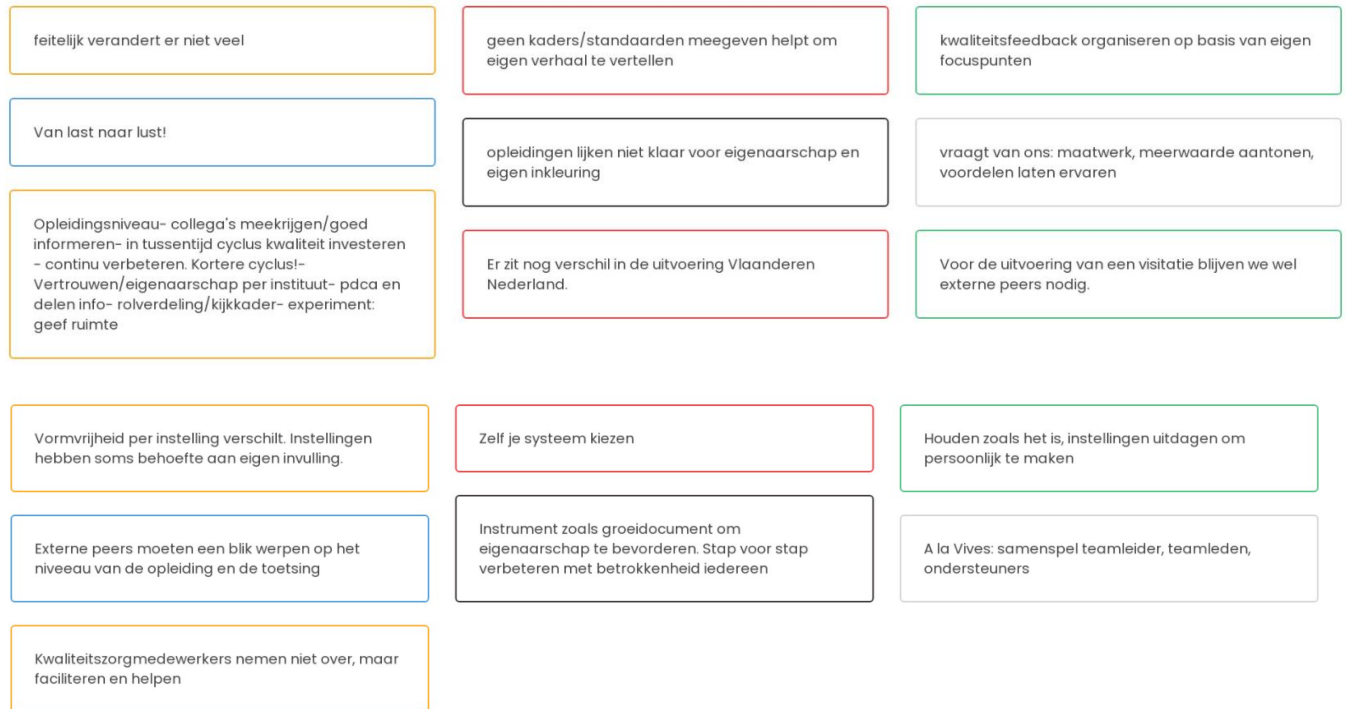 feitelijk verandert er niet veel
Van last naar lust!
Opleidingsniveau- collega's meekrijgen/goed
informeren- in tussentijd cyclus kwaliteit investeren
- continu verbeteren. Kortere cyclus!-
Vertrouwen/eigenaarschap per instituut- pdca en
delen info- rolverdeling/kijkkader- experiment:
geef ruimte
geen kaders/standaarden meegeven helpt om
eigen verhaal te vertellen
opleidingen lijken niet klaar voor eigenaarschap en
eigen inkleuring
Er zit nog verschil in de uitvoering Vlaanderen
Nederland.
kwaliteitsfeedback organiseren op basis van eigen
focuspunten
vraagt van ons: maatwerk, meerwaarde aantonen,
voordelen laten ervaren
Voor de uitvoering van een visitatie blijven we wel
externe peers nodig.
Vormvrijheid per instelling verschilt. Instellingen
hebben soms behoefte aan eigen invulling.
Externe peers moeten een blik werpen op het
niveeau van de opleiding en de toetsing
Kwaliteitszorgmedewerkers nemen niet over, maar
faciliteren en helpen
Zelf je systeem kiezen
Instrument zoals groeidocument om
eigenaarschap te bevorderen. Stap voor stap
verbeteren met betrokkenheid iedereen
Houden zoals het is, instellingen uitdagen om
persoonlijk te maken
A la Vives: samenspel teamleider, teamleden,
ondersteuners